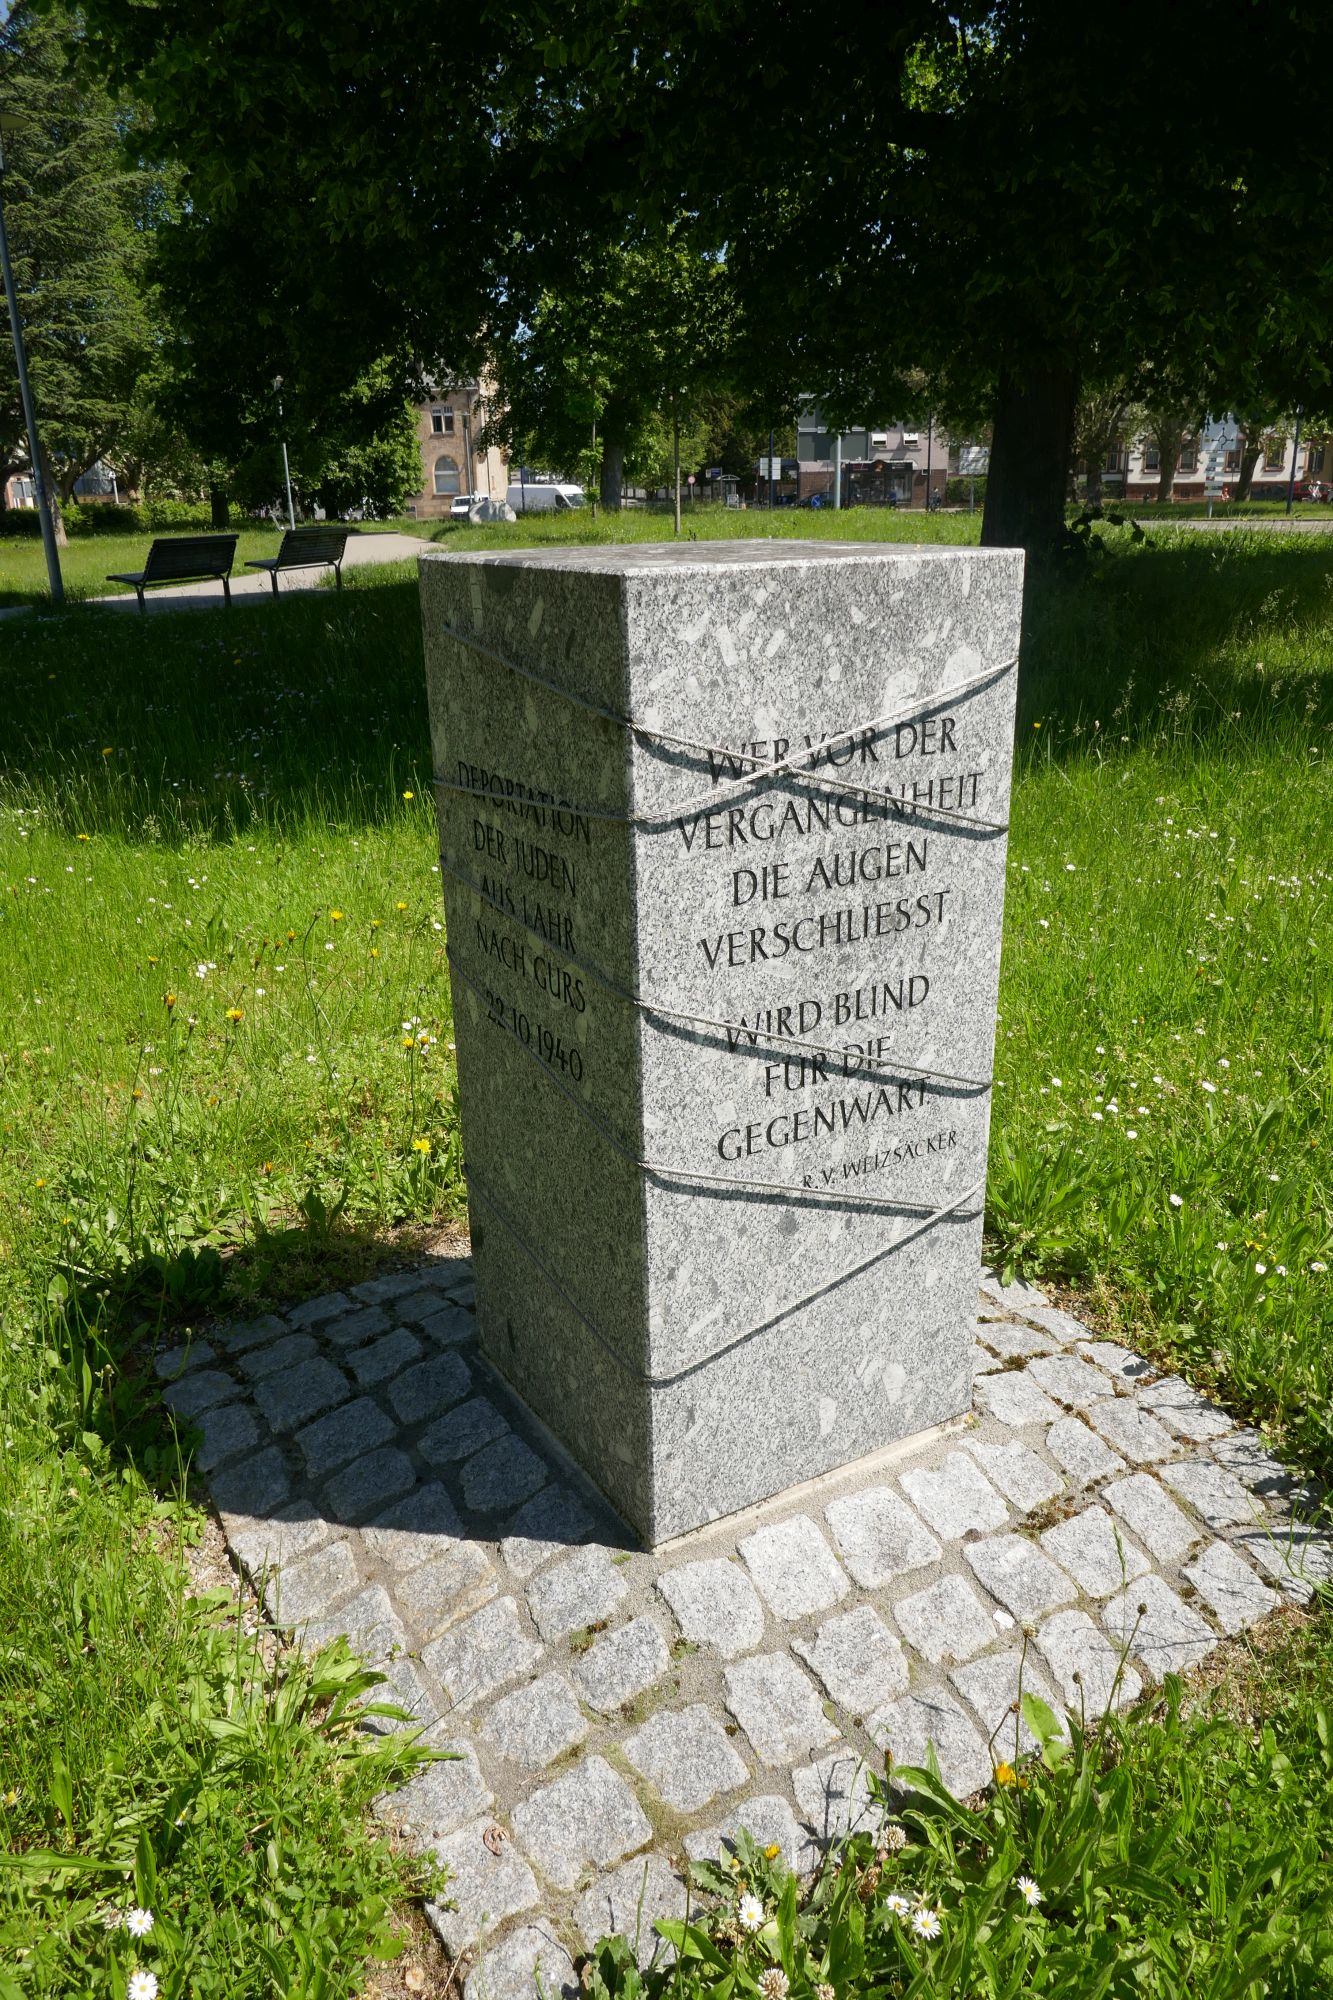 DEPORTATION
DER JUDEN
AUS LAHR
NACH GURS
22.10.1940
WER VOR DER
VERGANGENHEIT
DIE AUGEN
VERSCHLIESST
WIRD BLIND
FÜR DIE
GEGENWART
R. V. WEIZSÄCKER